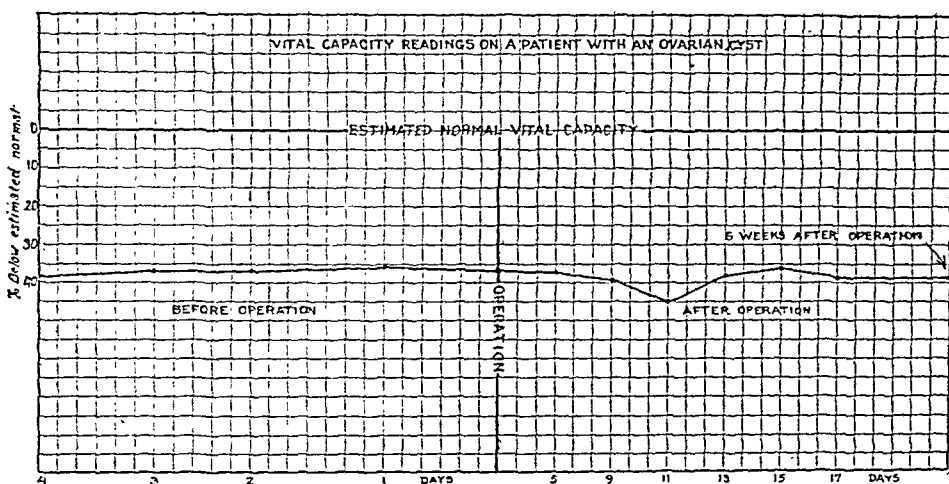 VITAL CAPACITY READINGS ON A PATIENT WITH AN OVARIAN CYST
ESTIMATED NORMAL VITAL CAPACITY
% Below estimated normal
0
10
20
30
40
6 WEEKS AFTER OPERATION
BEFORE OPERATION
OPERATION
AFTER OPERATION
4 3 2 1 DAYS 5 9 11 13 15 17 DAYS